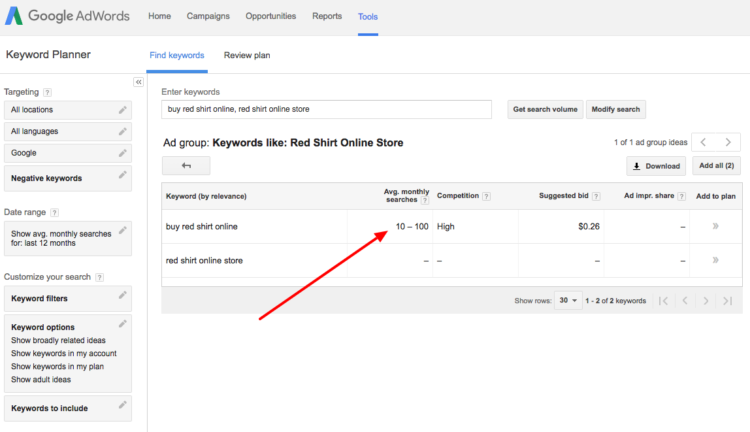 Google AdWords Home Campaigns Opportunities Reports Tools
Keyword Planner Find keywords Review plan
«
Targeting ?
All locations
All languages
Google
Negative keywords
Date range ?
Show avg. monthly searches
for: last 12 months
Customize your search ?
Keyword filters
Keyword options
Show broadly related ideas
Show keywords in my account
Show keywords in my plan
Show adult ideas
Keywords to include
Enter keywords
buy red shirt online, red shirt online store Get search volume Modify search
Ad group: Keywords like: Red Shirt Online Store 1 of 1 ad group ideas
Download Add all (2)
Keyword (by relevance) Avg. monthly searches ? Competition ? Suggested bid ? Ad impr. share ? Add to plan
buy red shirt online 10 – 100 High $0.26 – »
red shirt online store – – – – »
Show rows: 30 1 - 2 of 2 keywords